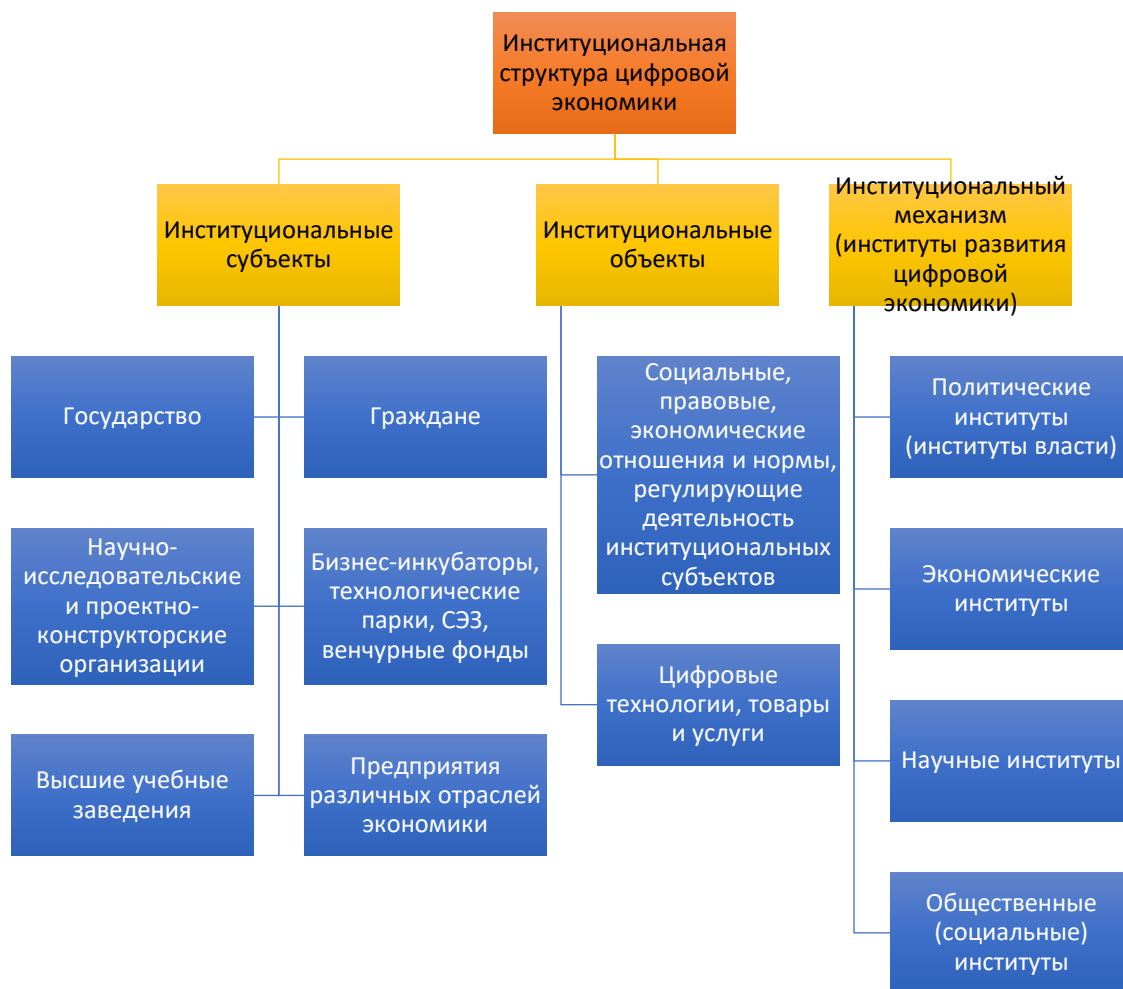 Институциональная
структура цифровой
экономики
Институциональные
субъекты
Институциональные
объекты
Институциональный
механизм
(институты развития
цифровой
экономики)
Государство
Граждане
Научно-
исследовательские
и проектно-
конструкторские
организации
Бизнес-инкубаторы,
технологические
парки, СЭЗ,
венчурные фонды
Высшие учебные
заведения
Предприятия
различных отраслей
экономики
Социальные,
правовые,
экономические
отношения и нормы,
регулирующие
деятельность
институциональных
субъектов
Цифровые
технологии, товары
и услуги
Политические
институты
(институты власти)
Экономические
институты
Научные институты
Общественные
(социальные)
институты